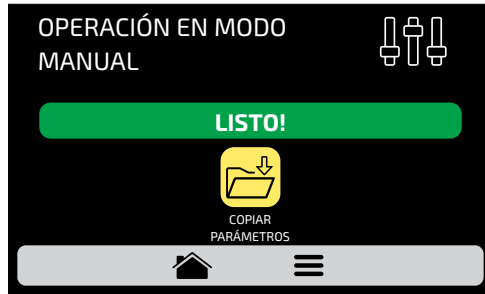 OPERACIÓN EN MODO
MANUAL
LISTO!
COPIAR
PARÁMETROS